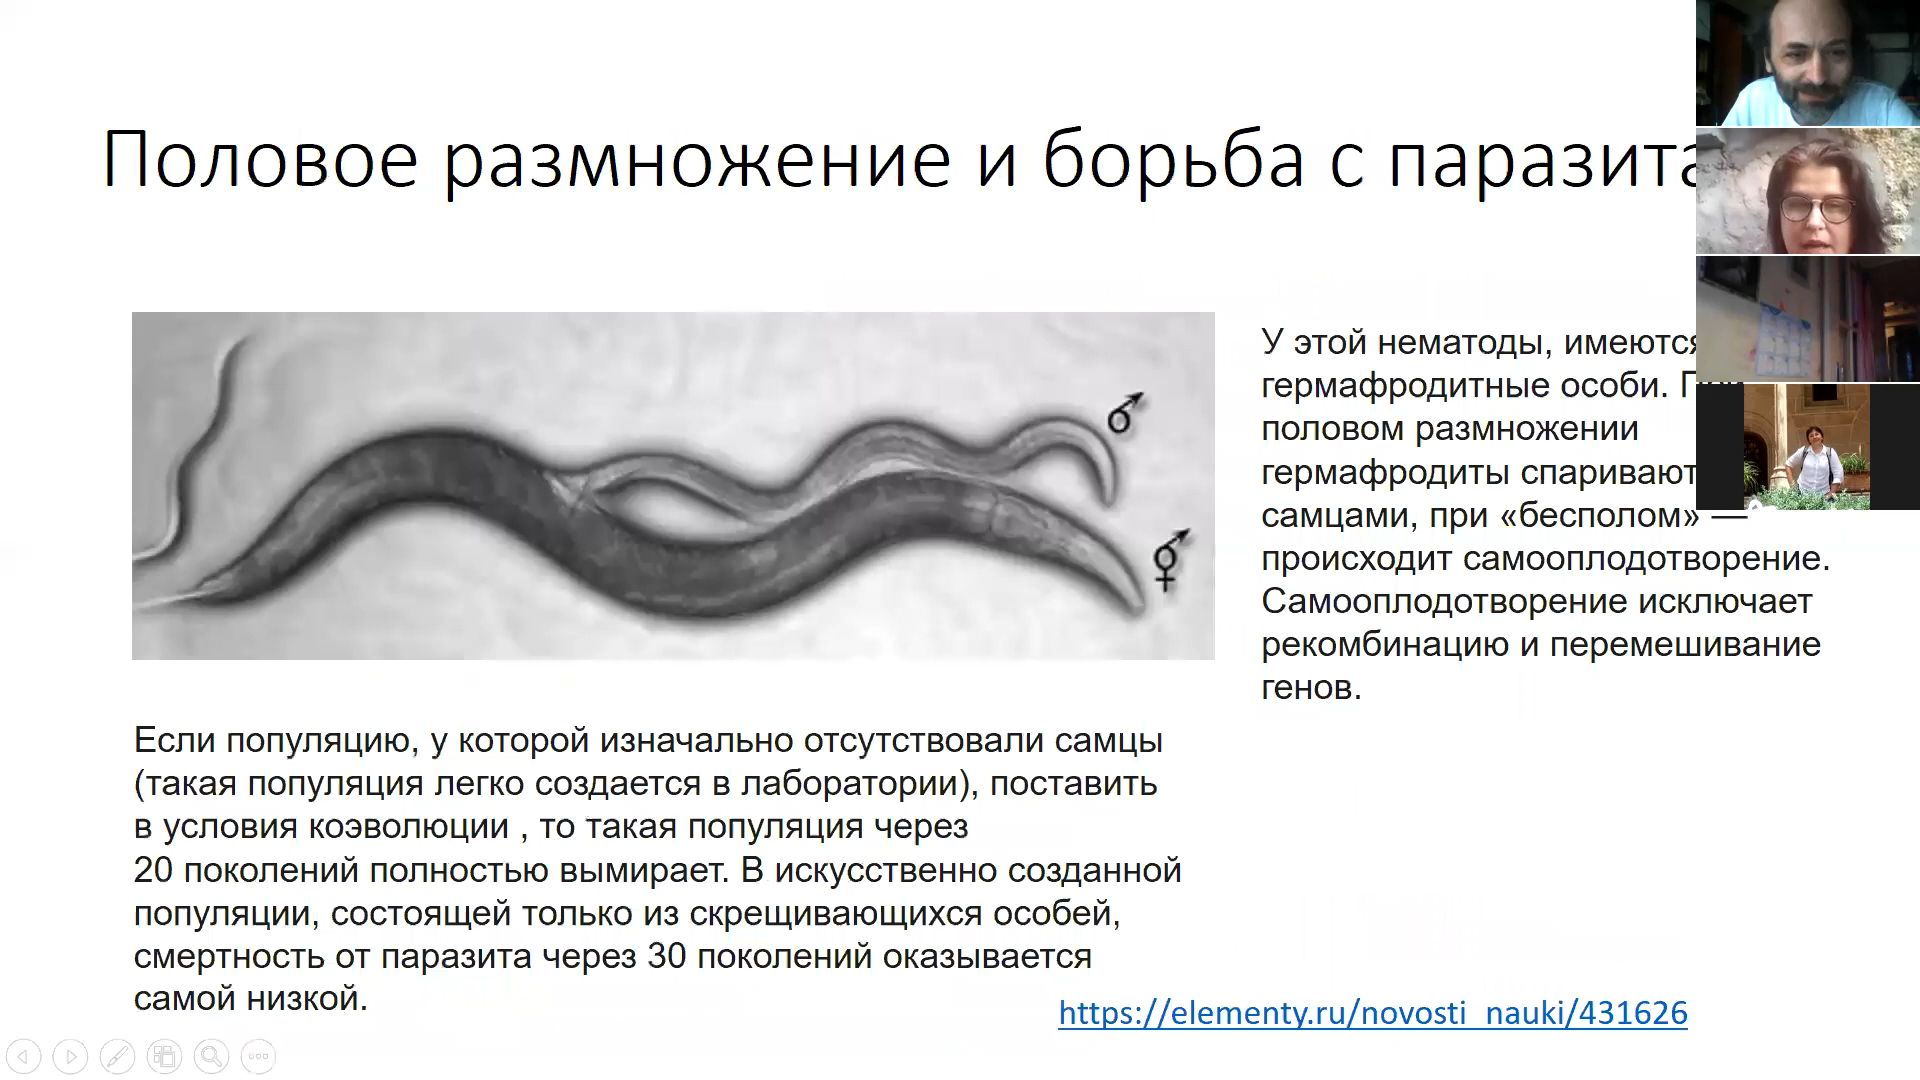 Половое размножение и борьба с паразита
У этой нематоды, имеются
гермафродитные особи. При
половом размножении
гермафродиты спаривают
самцами, при «бесполом» —
происходит самооплодотворение.
Самооплодотворение исключает
рекомбинацию и перемешивание
генов.
Если популяцию, у которой изначально отсутствовали самцы
(такая популяция легко создается в лаборатории), поставить
в условия коэволюции , то такая популяция через
20 поколений полностью вымирает. В искусственно созданной
популяции, состоящей только из скрещивающихся особей,
смертность от паразита через 30 поколений оказывается
самой низкой.
https://elementy.ru/novosti_nauki/431626